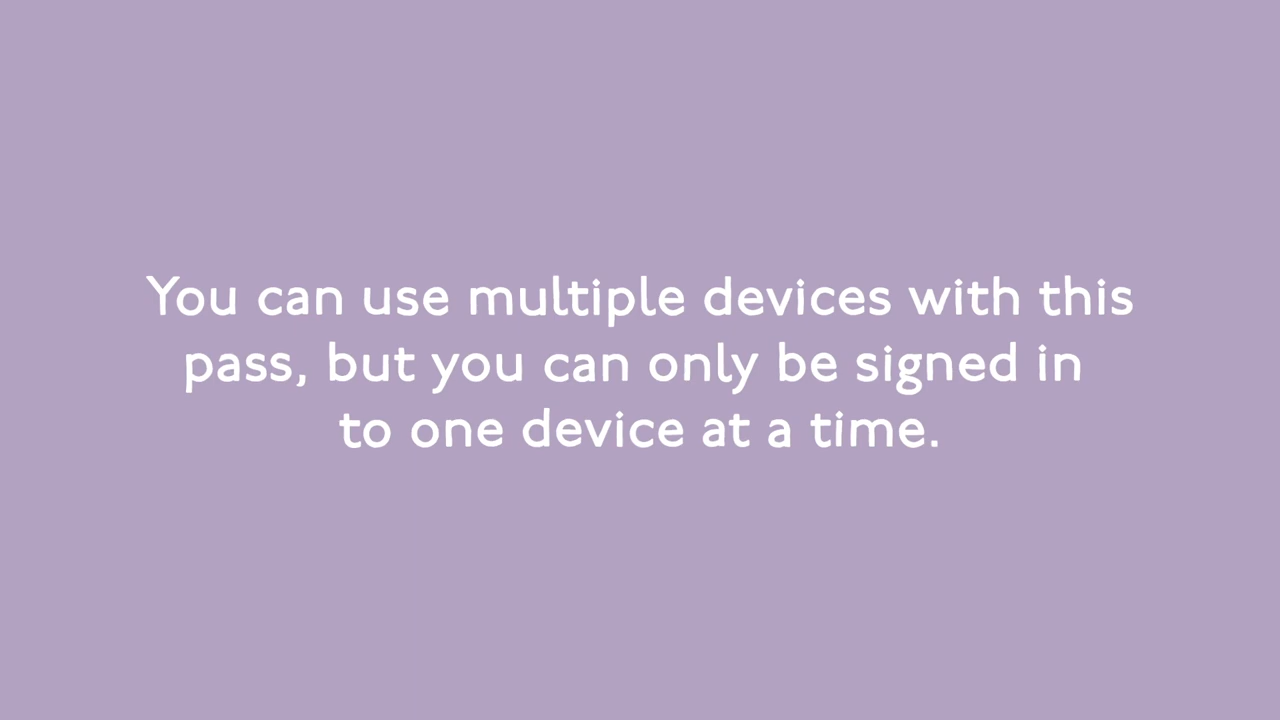 You can use multiple devices with this
pass, but you can only be signed in
to one device at a time.